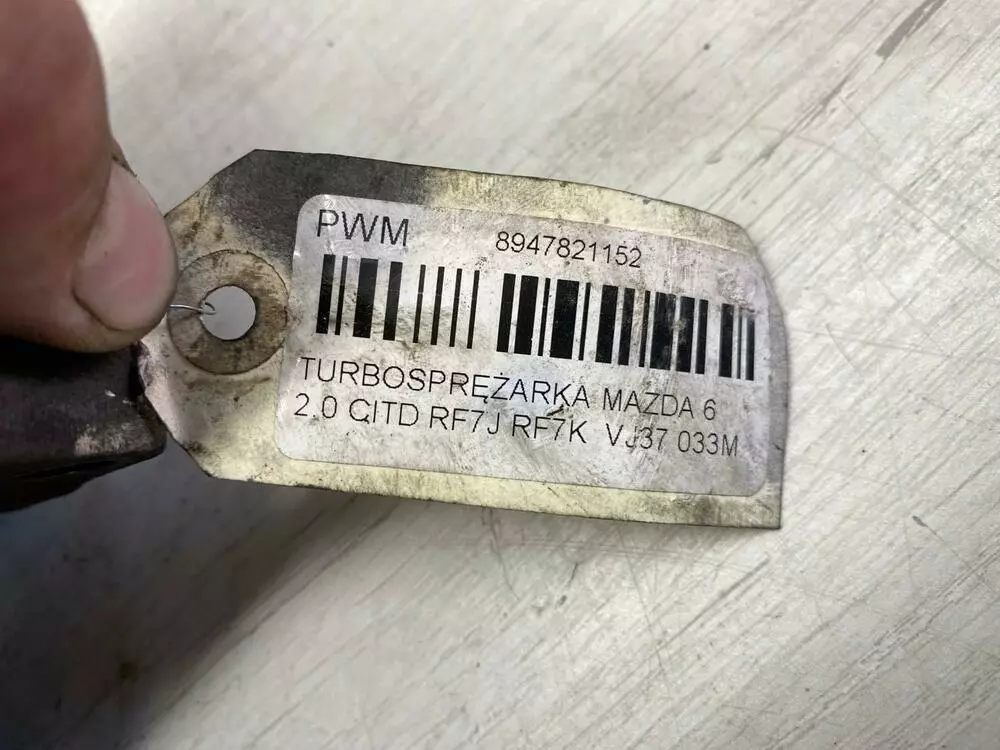 PWM 8947821152
TURBOSPRĘŻARKA MAZDA 6
2.0 CITD RF7J RF7K VJ37 033M